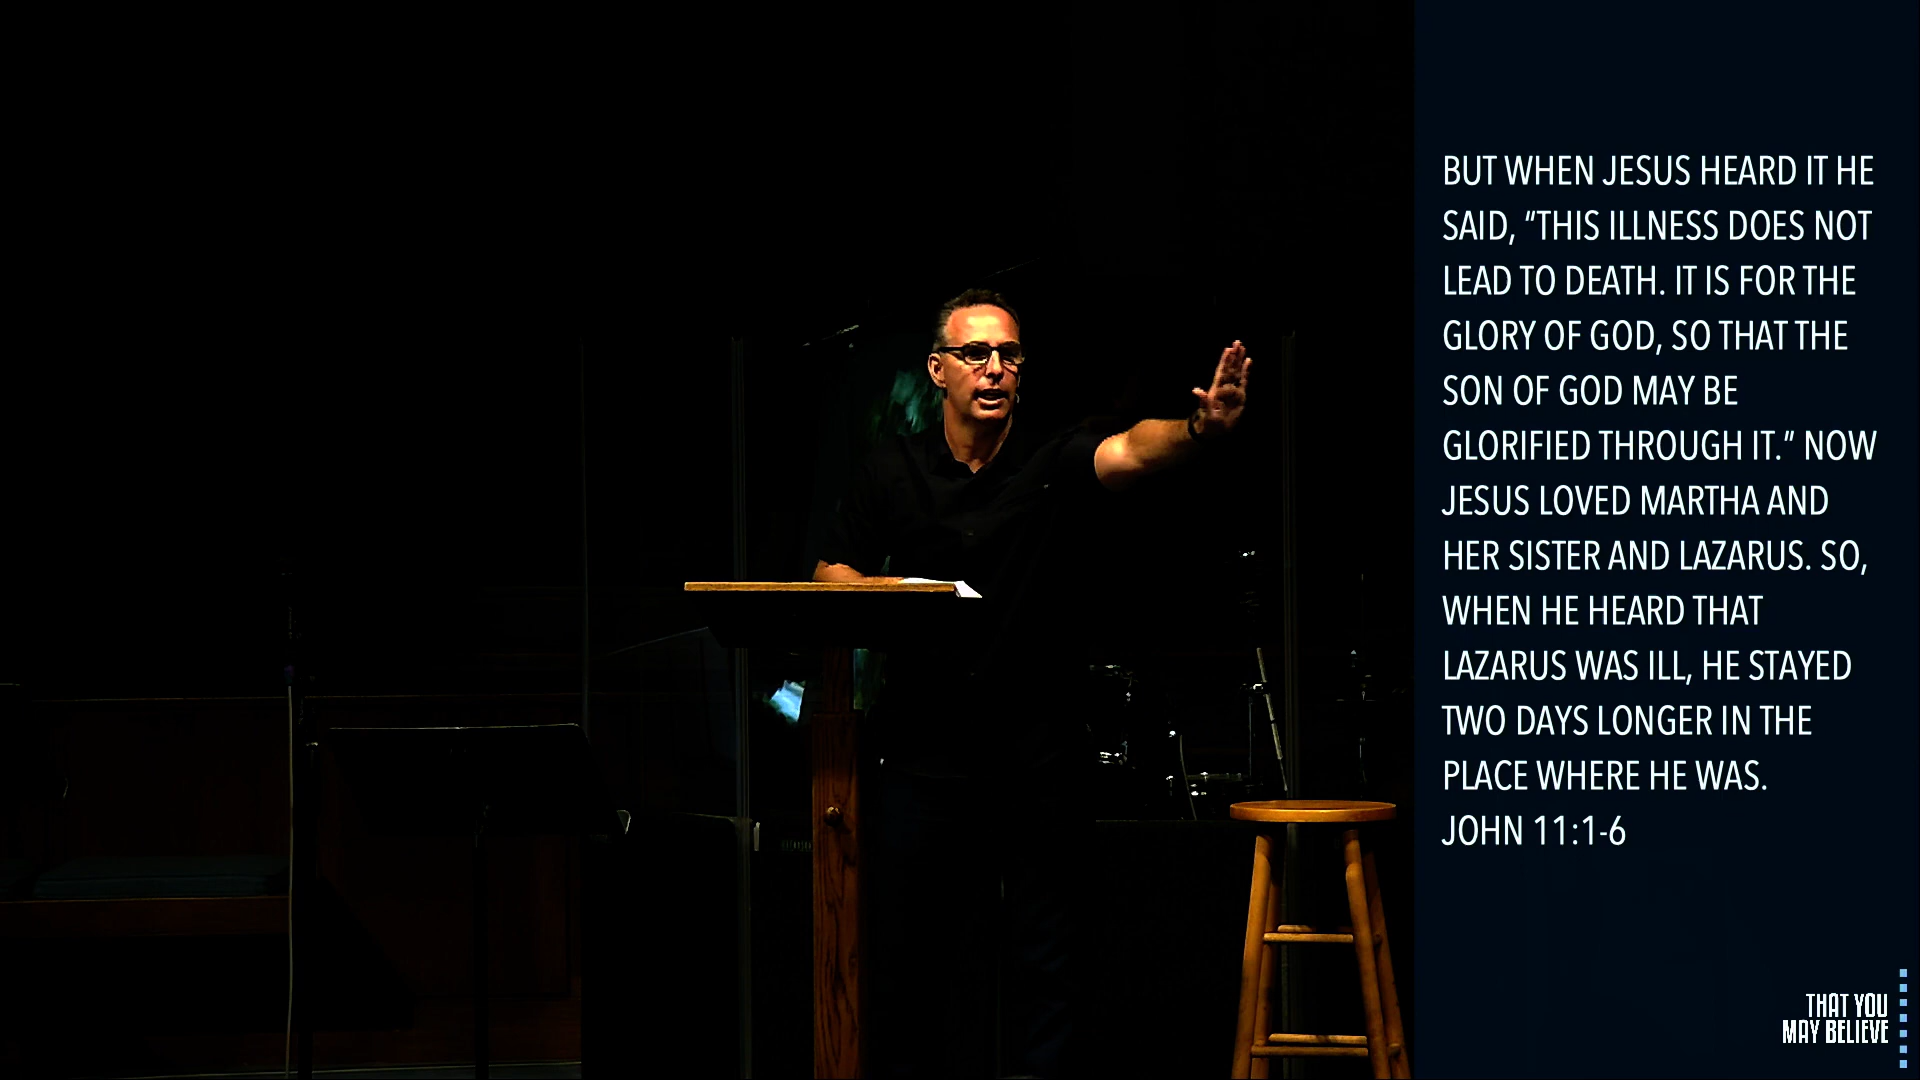 BUT WHEN JESUS HEARD IT HE
SAID, “THIS ILLNESS DOES NOT
LEAD TO DEATH. IT IS FOR THE
GLORY OF GOD, SO THAT THE
SON OF GOD MAY BE
GLORIFIED THROUGH IT.“ NOW
JESUS LOVED MARTHA AND
HER SISTER AND LAZARUS. SO,
WHEN HE HEARD THAT
LAZARUS WAS ILL, HE STAYED
TWO DAYS LONGER IN THE
PLACE WHERE HE WAS.
JOHN 11:1-6
THAT YOU
MAY BELIEVE